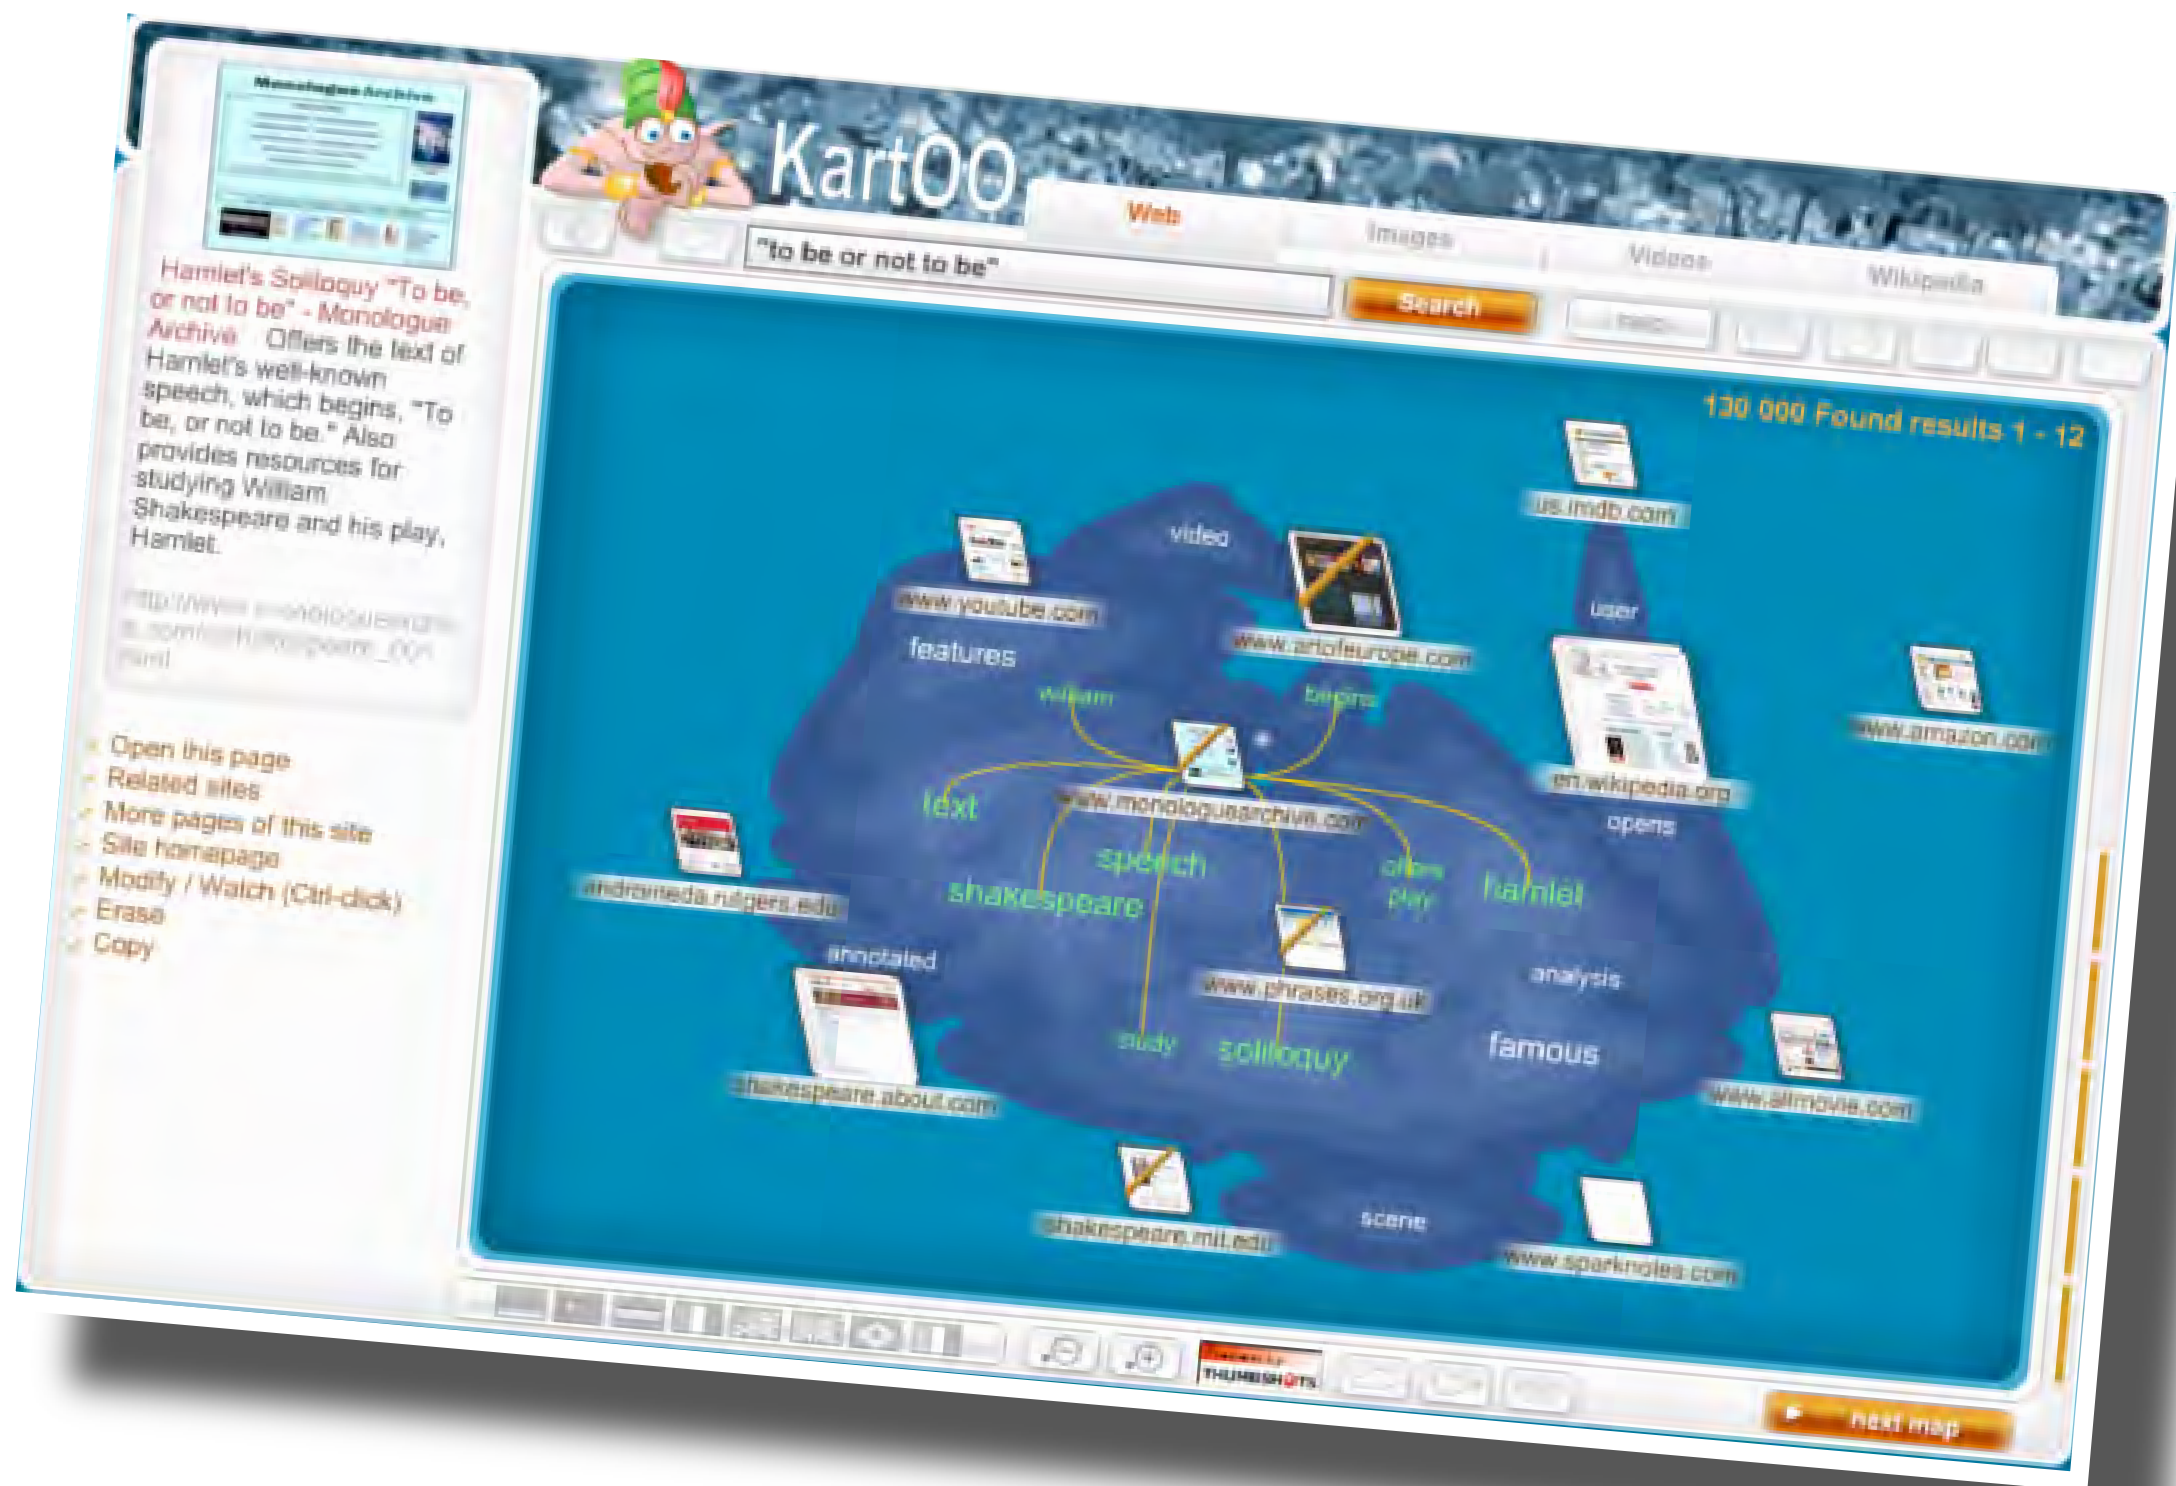 Monologue Archive
Hamlet's Soliloquy "To be,
or not to be" - Monologue
Archive Offers the text of
Hamlet's well-known
speech, which begins, "To
be, or not to be." Also
provides resources for
studying William
Shakespeare and his play,
Hamlet.
Open this page
Related sites
More pages of this site
Site homepage
Modify / Watch (Ctrl-click)
Erase
Copy
KartOO
Web
Images
Videos
Wikipedia
"to be or not to be"
Search
130 000 Found results 1 - 12
us.imdb.com
video
www.youtube.com
user
www.artofeurope.com
features
william
begins
www.amazon.com
en.wikipedia.org
text
www.monologuearchive.com
opens
speech
offers
shakespeare
play
hamlet
andromeda.rutgers.edu
annotated
www.phrases.org.uk
analysis
study
soliloquy
famous
shakespeare.about.com
www.allmovie.com
shakespeare.mit.edu
scene
www.sparknotes.com
THUMBSHOTS
next map